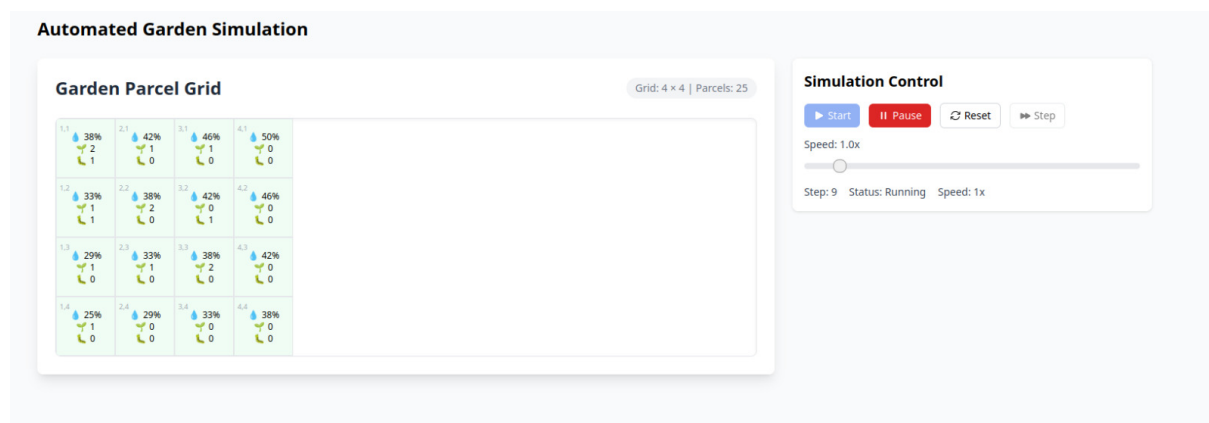 Automated Garden Simulation
Garden Parcel Grid
Grid: 4 × 4 | Parcels: 25
1,1 38% 2 1
2,1 42% 1 0
3,1 46% 1 0
4,1 50% 0 0
1,2 33% 1 1
2,2 38% 2 0
3,2 42% 0 1
4,2 46% 0 0
1,3 29% 1 0
2,3 33% 1 0
3,3 38% 2 0
4,3 42% 0 0
1,4 25% 1 0
2,4 29% 0 0
3,4 33% 0 0
4,4 38% 0 0
Simulation Control
Start Pause Reset Step
Speed: 1.0x
Step: 9 Status: Running Speed: 1x